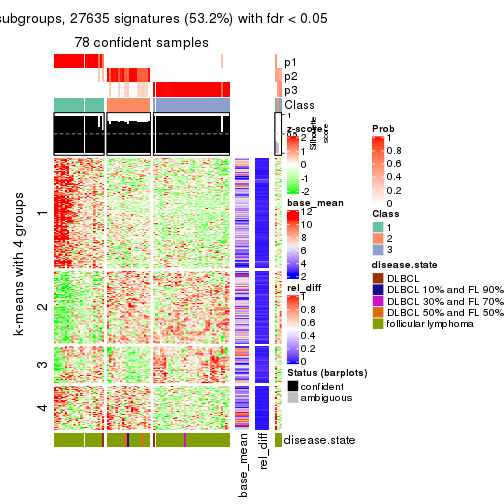 subgroups, 27635 signatures (53.2%) with fdr < 0.05
78 confident samples
p1
p2
p3
Class
1
Silhouette
score
k-means with 4 groups
1
2
3
4
disease.state
base_mean
rel_diff
z-score
2
1
0
-1
-2
base_mean
12
10
8
6
4
2
rel_diff
1
0.8
0.6
0.4
0.2
0
Status (barplots)
confident
ambiguous
Prob
1
0.8
0.6
0.4
0.2
0
Class
1
2
3
disease.state
DLBCL
DLBCL 10% and FL 90%
DLBCL 30% and FL 70%
DLBCL 50% and FL 50%
follicular lymphoma